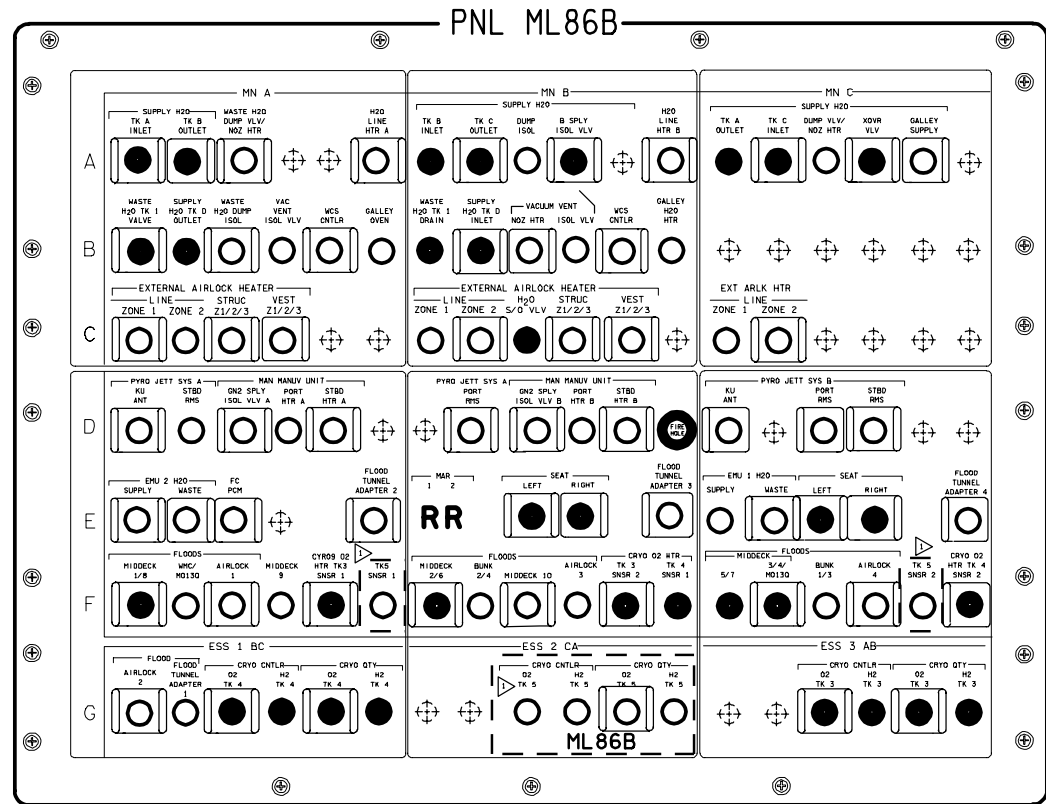 PNL ML86B
MN A
MN B
MN C
SUPPLY H2O
WASTE H2O
DUMP VLV/
NOZ HTR
H2O
LINE
HTR A
TK A
INLET
TK B
OUTLET
SUPPLY H2O
TK B
INLET
TK C
OUTLET
DUMP
ISOL
B SPLY
ISOL VLV
H2O
LINE
HTR B
SUPPLY H2O
TK A
OUTLET
TK C
INLET
DUMP VLV/
NOZ HTR
XOVR
VLV
GALLEY
SUPPLY
A
WASTE
H2O TK 1
VALVE
SUPPLY
H2O TK D
OUTLET
WASTE
H2O DUMP
ISOL
VAC
VENT
ISOL VLV
WCS
CNTLR
GALLEY
OVEN
WASTE
H2O TK 1
DRAIN
SUPPLY
H2O TK D
INLET
VACUUM VENT
NOZ HTR
ISOL VLV
WCS
CNTLR
GALLEY
H2O
HTR
B
EXTERNAL AIRLOCK HEATER
LINE
ZONE 1
ZONE 2
STRUC
Z1/2/3
VEST
Z1/2/3
EXTERNAL AIRLOCK HEATER
LINE
ZONE 1
ZONE 2
H2O
S/O VLV
STRUC
Z1/2/3
VEST
Z1/2/3
EXT ARLK HTR
LINE
ZONE 1
ZONE 2
C
PYRO JETT SYS A
KU
ANT
STBD
RMS
MAN MANUV UNIT
GN2 SPLY
ISOL VLV A
PORT
HTR A
STBD
HTR A
PYRO JETT SYS A
PORT
RMS
MAN MANUV UNIT
GN2 SPLY
ISOL VLV B
PORT
HTR B
STBD
HTR B
FIRE
HOLE
PYRO JETT SYS B
KU
ANT
PORT
RMS
STBD
RMS
D
EMU 2 H2O
SUPPLY
WASTE
FC
PCM
FLOOD
TUNNEL
ADAPTER 2
MAR
1 2
RR
SEAT
LEFT
RIGHT
FLOOD
TUNNEL
ADAPTER 3
EMU 1 H2O
SUPPLY
WASTE
SEAT
LEFT
RIGHT
FLOOD
TUNNEL
ADAPTER 4
E
FLOODS
MIDDECK
1/8
WMC/
MO13Q
AIRLOCK
1
MIDDECK
9
CYRO9 O2
HTR TK3
SNSR 1
1
TK5
SNSR 1
FLOODS
MIDDECK
2/6
BUNK
2/4
MIDDECK 10
AIRLOCK
3
CRYO O2 HTR
TK 3
SNSR 2
TK 4
SNSR 1
FLOODS
MIDDECK
5/7
3/4/
MO13Q
BUNK
1/3
AIRLOCK
4
1
TK 5
SNSR 2
CRYO O2
HTR TK 4
SNSR 2
F
ESS 1 BC
ESS 2 CA
ESS 3 AB
FLOOD
AIRLOCK
2
FLOOD
TUNNEL
ADAPTER
1
CRYO CNTLR
O2
TK 4
H2
TK 4
CRYO QTY
O2
TK 4
H2
TK 4
1
CRYO CNTLR
O2
TK 5
H2
TK 5
CRYO QTY
O2
TK 5
H2
TK 5
CRYO CNTLR
O2
TK 3
H2
TK 3
CRYO QTY
O2
TK 3
H2
TK 3
G
ML86B